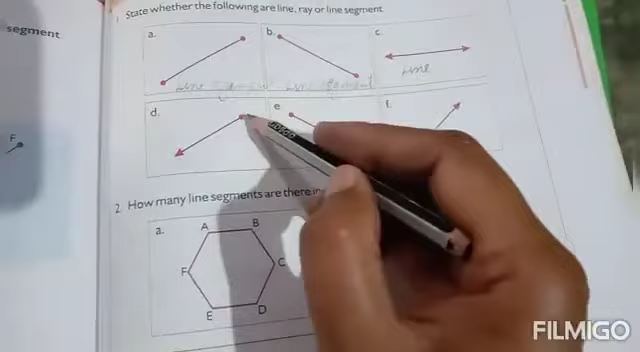 segment
1 State whether the following are line, ray or line segment
a. b. c.
Line segment Line segment Line
d. e f.
F
2. How many line segments are there in
a. A B
F C
E D
FILMIGO